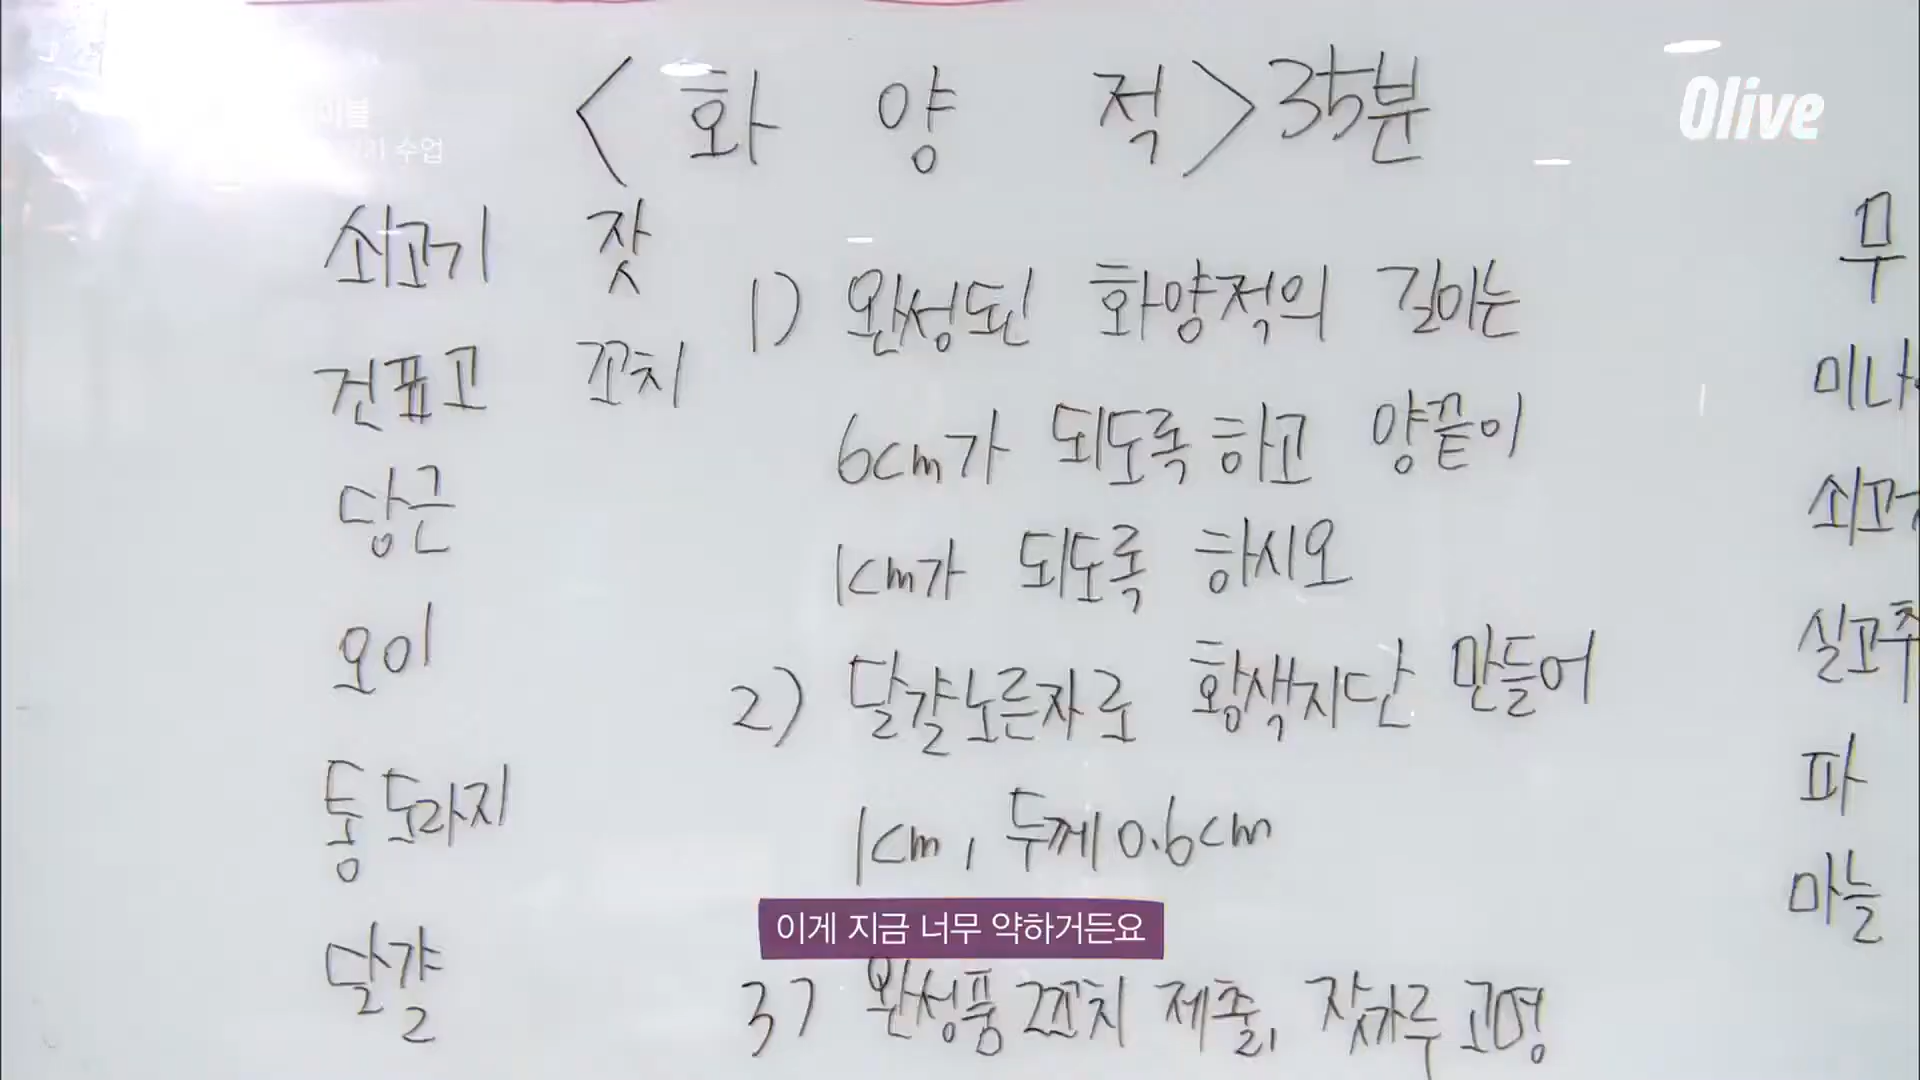 <화양적> 35분
Olive
수업
쇠고기 잣
건표고 꼬치
당근
오이
통도라지
달걀
1) 완성된 화양적의 길이는
6cm가 되도록 하고 양끝이
1cm가 되도록 하시오
2) 달걀노른자로 황색지단 만들어
1cm, 두께 0.6cm
이게 지금 너무 약하거든요
3) 완성품 2꼬치 제출, 잣가루 고명
무
미나
쇠고
실고추
파
마늘